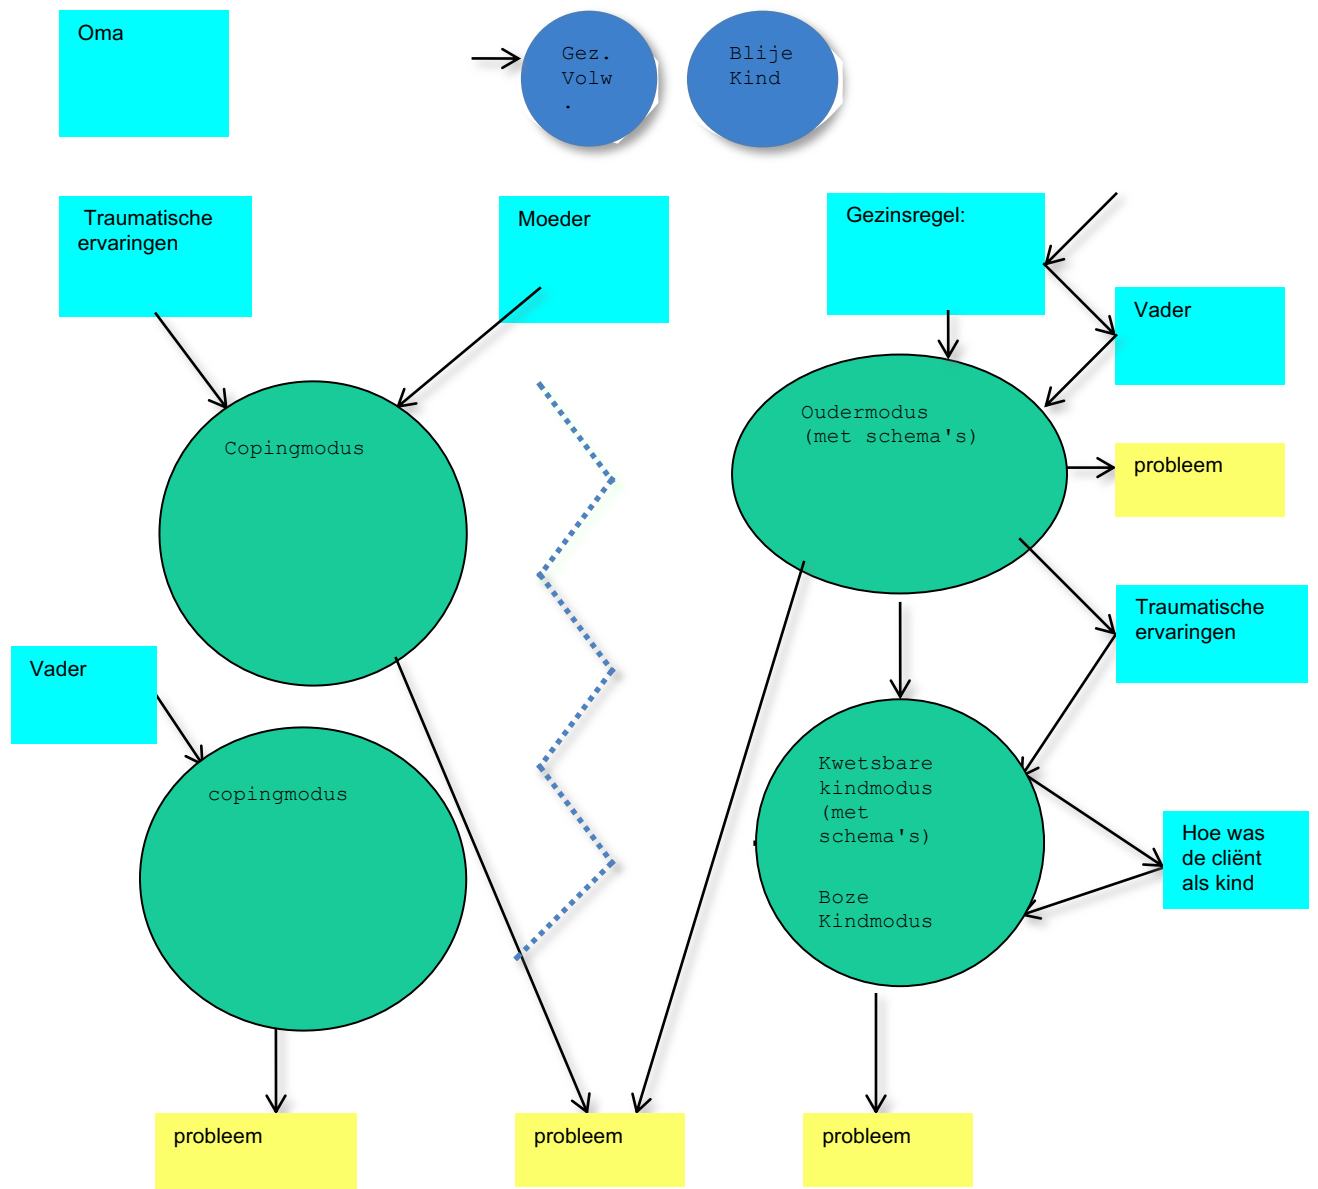 Oma
Gez.
Volw
.
Blije
Kind
Traumatische
ervaringen
Moeder
Gezinsregel:
Vader
Copingmodus
Oudermodus
(met schema's)
probleem
Traumatische
ervaringen
Vader
copingmodus
Kwetsbare
kindmodus
(met
schema's)
Boze
Kindmodus
Hoe was
de cliënt
als kind
probleem
probleem
probleem